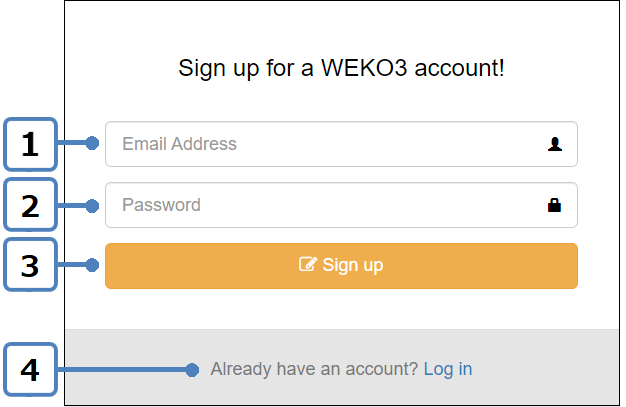 Sign up for a WEKO3 account!
1 Email Address
2 Password
3 Sign up
4 Already have an account? Log in